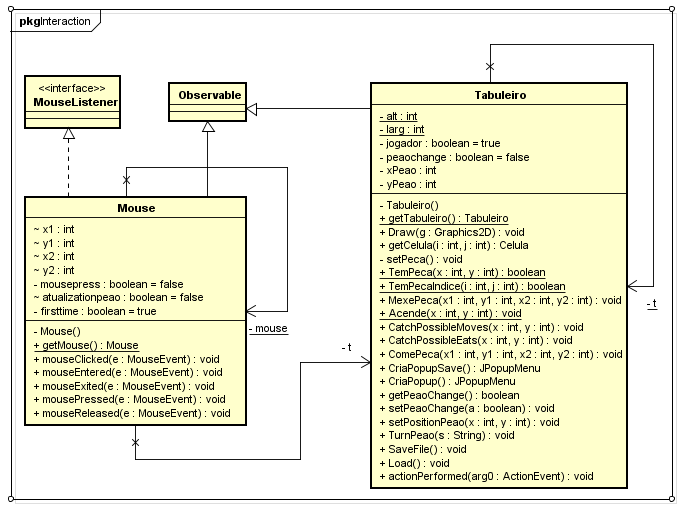 pkgInteraction
<<interface>>
MouseListener
Observable
Tabuleiro
- alt : int
- larg : int
- jogador : boolean = true
- peaochange : boolean = false
- xPeao : int
- yPeao : int
- Tabuleiro()
+ getTabuleiro() : Tabuleiro
+ Draw(g : Graphics2D) : void
+ getCelula(i : int, j : int) : Celula
- setPeca() : void
+ TemPeca(x : int, y : int) : boolean
+ TemPecaIndice(i : int, j : int) : boolean
+ MexePeca(x1 : int, y1 : int, x2 : int, y2 : int) : void
+ Acende(x : int, y : int) : void
+ CatchPossibleMoves(x : int, y : int)
+ CatchPossibleEats(x : int, y : int)
+ ComePeca(x1 : int, y1 : int, x2 : int, y2 : int) : void
+ CriaPopupSave() : JPopupMenu
+ CriaPopup() : JPopupMenu
+ getPeaoChange() : boolean
+ setPeaoChange(a : boolean) : void
+ setPositionPeao(x : int, y : int) : void
+ TurnPeao(s : String) : void
+ SaveFile() : void
+ Load() : void
+ actionPerformed(arg0 : ActionEvent) : void
- t
Mouse
~ x1 : int
~ y1 : int
~ x2 : int
~ y2 : int
- mousepress : boolean = false
~ atualizationpeao : boolean = false
- firsttime : boolean = true
- Mouse()
+ getMouse() : Mouse
+ mouseClicked(e : MouseEvent) : void
+ mouseEntered(e : MouseEvent) : void
+ mouseExited(e : MouseEvent) : void
+ mousePressed(e : MouseEvent) : void
+ mouseReleased(e : MouseEvent) : void
- mouse
- t